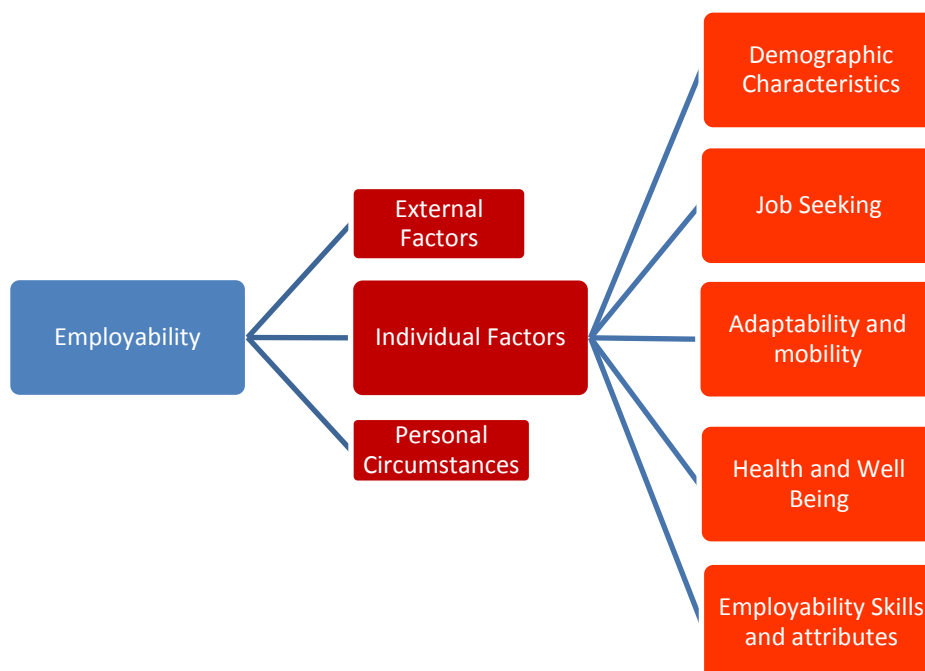 Employability
External
Factors
Individual Factors
Personal
Circumstances
Demographic
Characteristics
Job Seeking
Adaptability and
mobility
Health and Well
Being
Employability Skills
and attributes